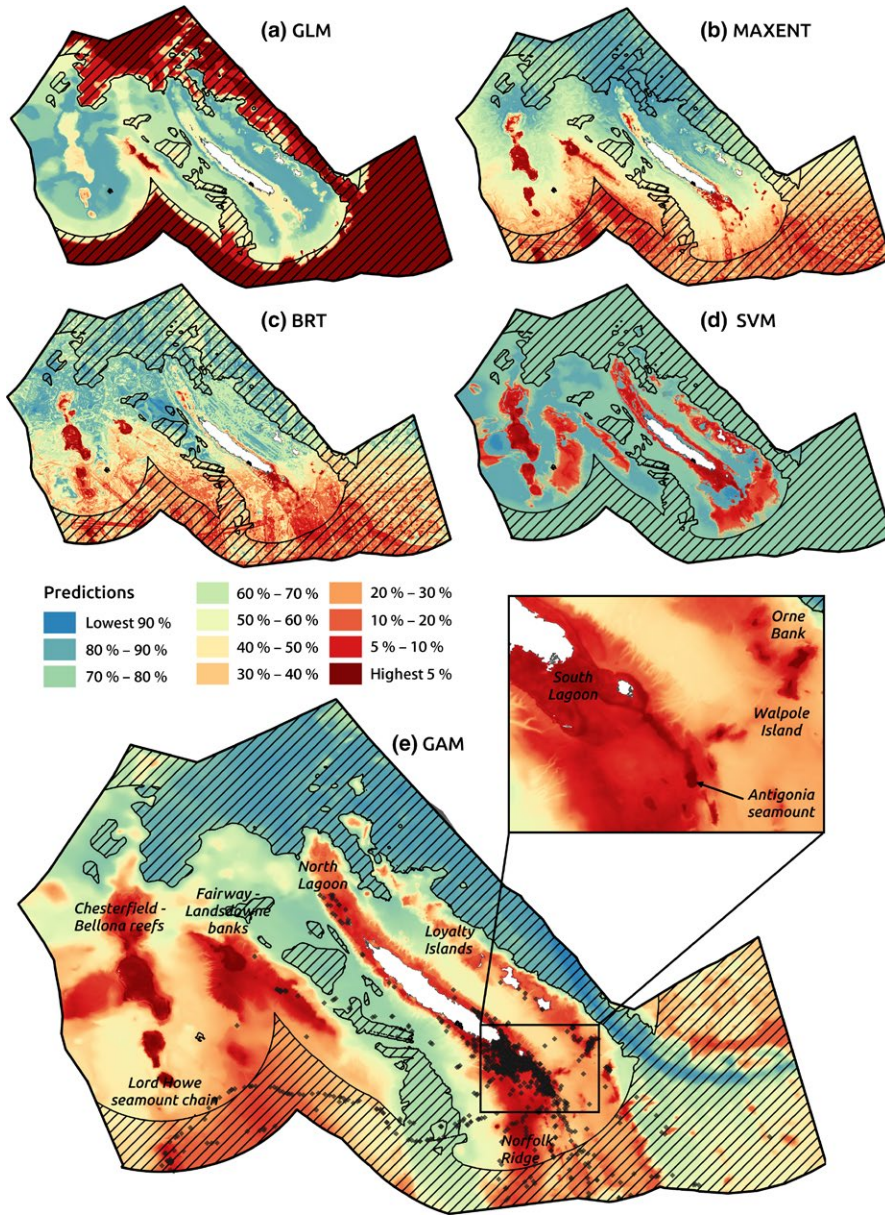 (a) GLM
(b) MAXENT
(c) BRT
(d) SVM
Predictions
Lowest 90 %
80 % – 90 %
70 % – 80 %
60 % – 70 %
50 % – 60 %
40 % – 50 %
30 % – 40 %
20 % – 30 %
10 % – 20 %
5 % – 10 %
Highest 5 %
Orne
Bank
South
Lagoon
Walpole
Island
Antigonia
seamount
(e) GAM
North
Lagoon
Chesterfield -
Bellona reefs
Fairway -
Landsdowne
banks
Loyalty
Islands
Lord Howe
seamount chain
Norfolk
Ridge